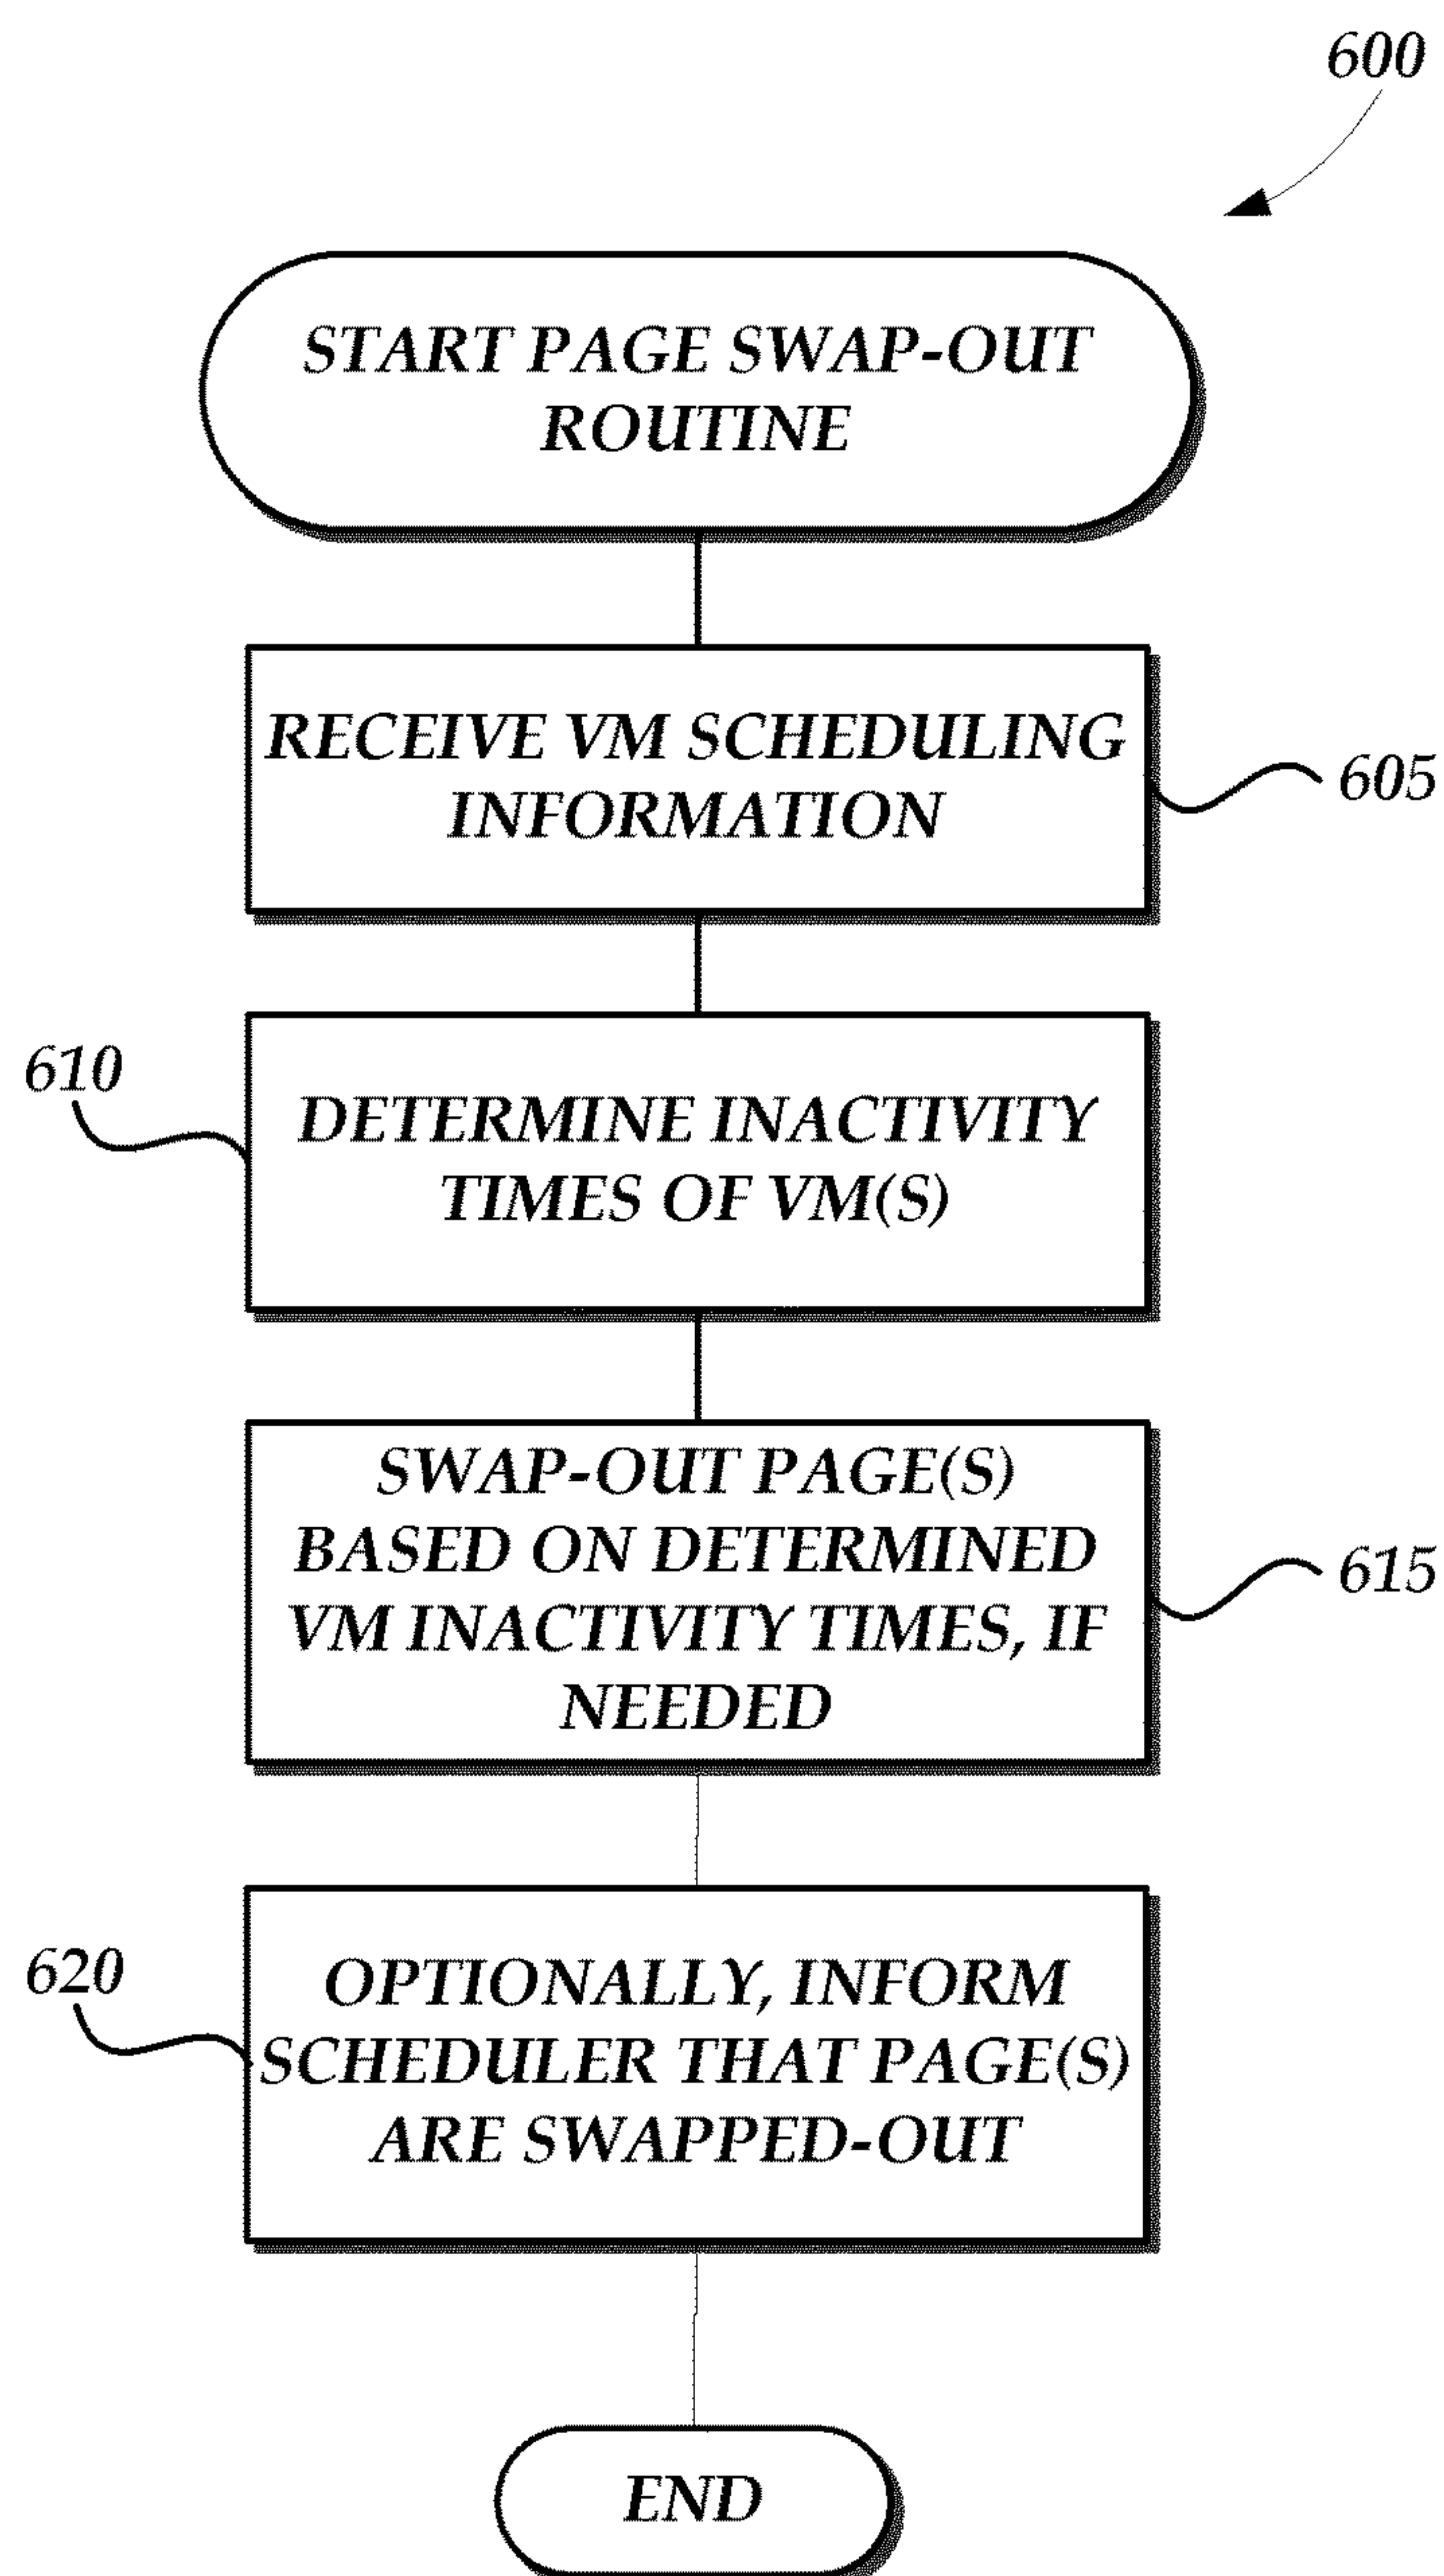 600
START PAGE SWAP-OUT
ROUTINE
RECEIVE VM SCHEDULING
INFORMATION
605
610
DETERMINE INACTIVITY
TIMES OF VM(S)
SWAP-OUT PAGE(S)
BASED ON DETERMINED
VM INACTIVITY TIMES, IF
NEEDED
615
620
OPTIONALLY, INFORM
SCHEDULER THAT PAGE(S)
ARE SWAPPED-OUT
END